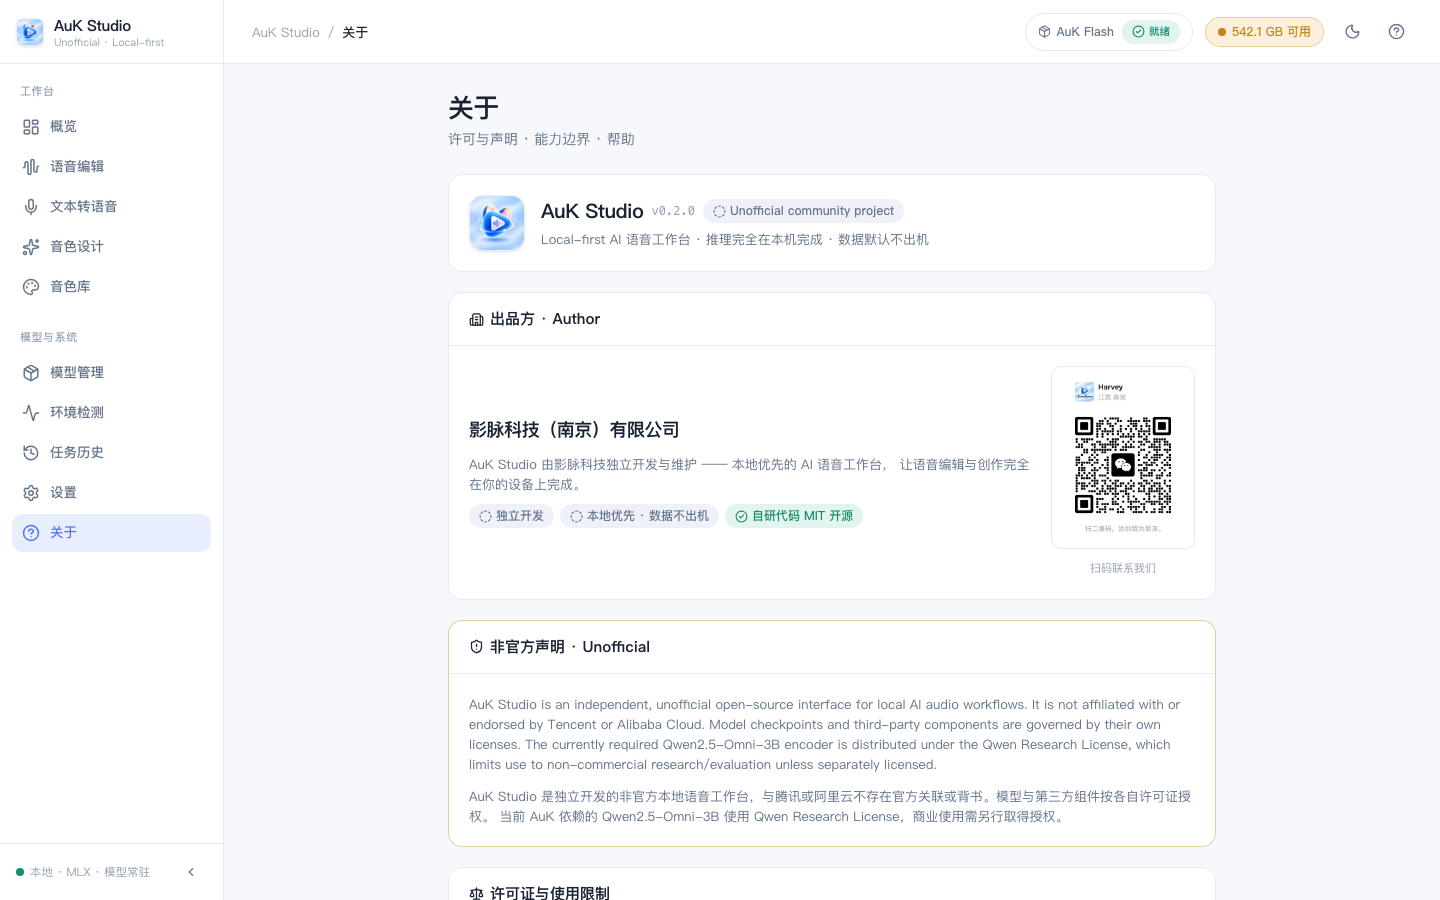 AuK Studio
Unofficial · Local-first
AuK Studio / 关于
AuK Flash
就绪
542.1 GB 可用
工作台
概览
语音编辑
文本转语音
音色设计
音色库
模型与系统
模型管理
环境检测
任务历史
设置
关于
本地 · MLX · 模型常驻
关于
许可与声明 · 能力边界 · 帮助
AuK Studio v0.2.0 Unofficial community project
Local-first AI 语音工作台 · 推理完全在本机完成 · 数据默认不出机
出品方 · Author
影脉科技（南京）有限公司
AuK Studio 由影脉科技独立开发与维护 —— 本地优先的 AI 语音工作台， 让语音编辑与创作完全
在你的设备上完成。
独立开发
本地优先 · 数据不出机
自研代码 MIT 开源
Harvey
江苏 南京
扫二维码，添加我为朋友。
扫码联系我们
非官方声明 · Unofficial
AuK Studio is an independent, unofficial open-source interface for local AI audio workflows. It is not affiliated with or
endorsed by Tencent or Alibaba Cloud. Model checkpoints and third-party components are governed by their own
licenses. The currently required Qwen2.5-Omni-3B encoder is distributed under the Qwen Research License, which
limits use to non-commercial research/evaluation unless separately licensed.
AuK Studio 是独立开发的非官方本地语音工作台，与腾讯或阿里云不存在官方关联或背书。模型与第三方组件按各自许可证授
权。 当前 AuK 依赖的 Qwen2.5-Omni-3B 使用 Qwen Research License，商业使用需另行取得授权。
许可证与使用限制